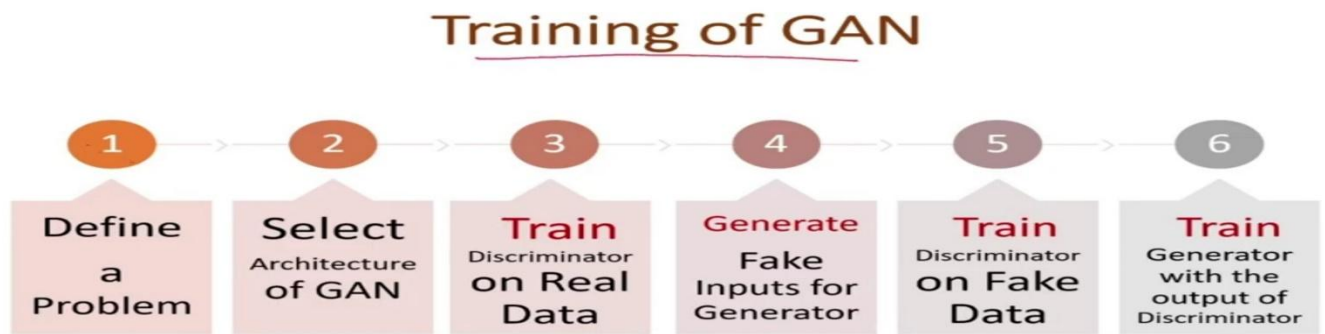 Training of GAN
1
2
3
4
5
6
Define
a
Problem
Select
Architecture
of GAN
Train
Discriminator
on Real
Data
Generate
Fake
Inputs for
Generator
Train
Discriminator
on Fake
Data
Train
Generator
with the
output of
Discriminator